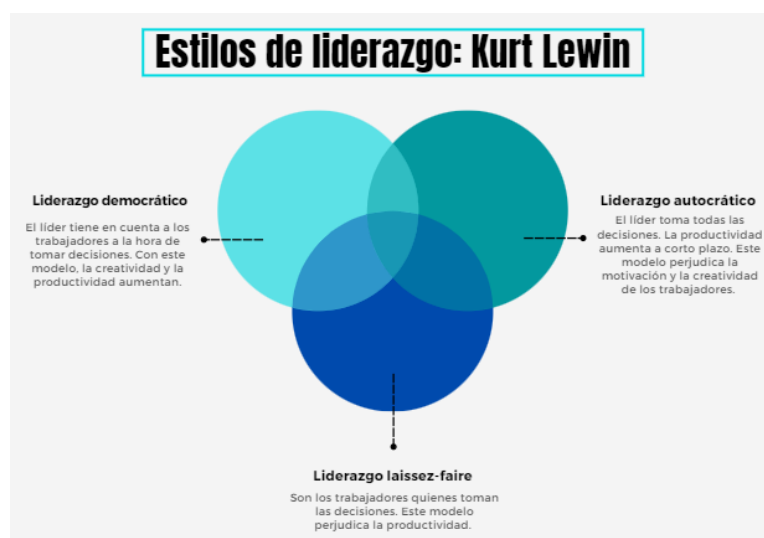 Estilos de liderazgo: Kurt Lewin
Liderazgo democrático
El líder tiene en cuenta a los
trabajadores a la hora de
tomar decisiones. Con este
modelo, la creatividad y la
productividad aumentan.
Liderazgo autocrático
El líder toma todas las
decisiones. La productividad
aumenta a corto plazo. Este
modelo perjudica la
motivación y la creatividad
de los trabajadores.
Liderazgo laissez-faire
Son los trabajadores quienes toman
las decisiones. Este modelo
perjudica la productividad.